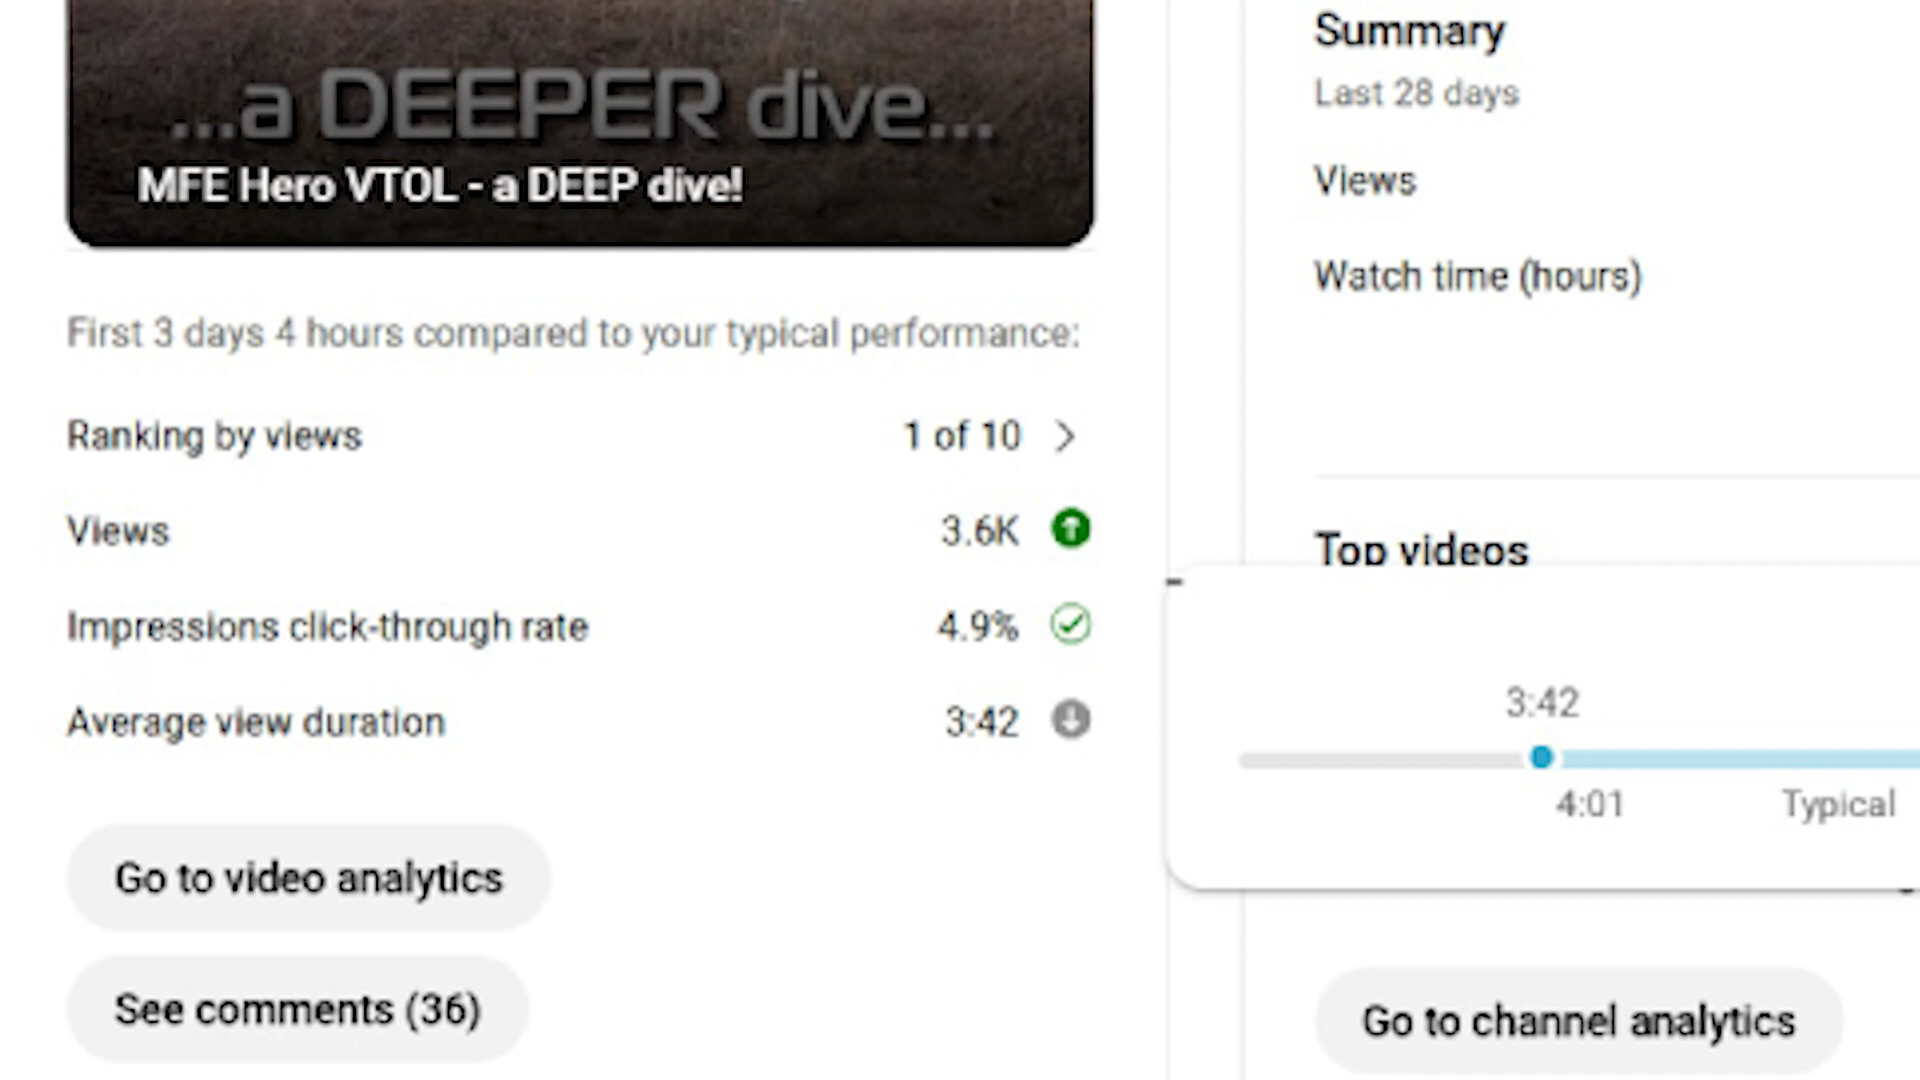 ...a DEEPER dive...
MFE Hero VTOL - a DEEP dive!
First 3 days 4 hours compared to your typical performance:
Ranking by views 1 of 10
Views 3.6K
Impressions click-through rate 4.9%
Average view duration 3:42
Go to video analytics
See comments (36)
Summary
Last 28 days
Views
Watch time (hours)
Top videos
3:42
4:01 Typical
Go to channel analytics